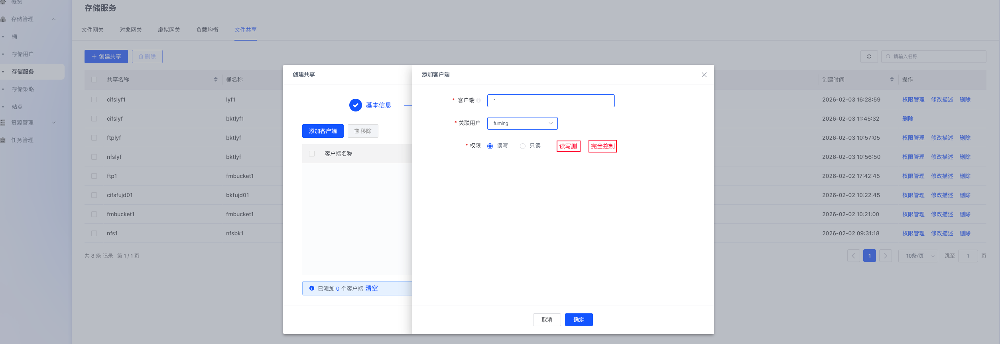 概览
存储管理
桶
存储用户
存储服务
存储策略
站点
资源管理
任务管理
存储服务
文件网关 对象网关 虚拟网关 负载均衡 文件共享
创建共享 删除
请输入名称
共享名称 桶名称 创建时间 操作
cifslyf1 lyf1 2026-02-03 16:28:59 权限管理 修改描述 删除
cifslyf bktlyf1 2026-02-03 11:45:32 删除
ftplyf bktlyf 2026-02-03 10:57:05 权限管理 修改描述 删除
nfslyf bktlyf 2026-02-03 10:56:50 权限管理 修改描述 删除
ftp1 fmbucket1 2026-02-02 17:42:45 权限管理 修改描述 删除
cifsfujd01 bkfujd01 2026-02-02 10:22:45 权限管理 修改描述 删除
fmbucket1 fmbucket1 2026-02-02 10:21:00 权限管理 修改描述 删除
nfs1 nfsbk1 2026-02-02 09:31:18 权限管理 修改描述 删除
共 8 条 记录 第 1 / 1 页
1 10条/页 跳至 1 页
创建共享
基本信息
添加客户端 移除
客户端名称
已添加 0 个客户端 清空
添加客户端
* 客户端 *
* 关联用户 fuming
* 权限 读写 只读 读写删 完全控制
取消 确定